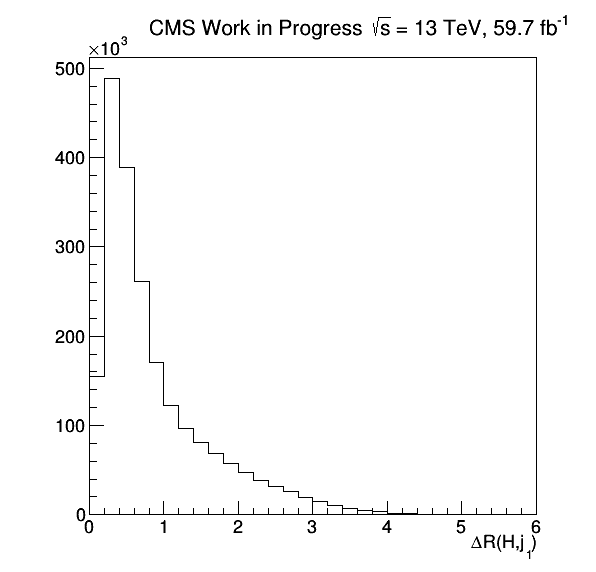 CMS Work in Progress √s = 13 TeV, 59.7 fb⁻¹
×10³
500
400
300
200
100
0
0 1 2 3 4 5 6
ΔR(H,j₁)